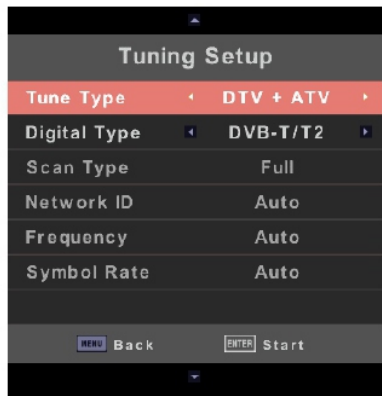 Tuning Setup
Tune Type DTV + ATV
Digital Type DVB-T/T2
Scan Type Full
Network ID Auto
Frequency Auto
Symbol Rate Auto
MENU Back ENTER Start